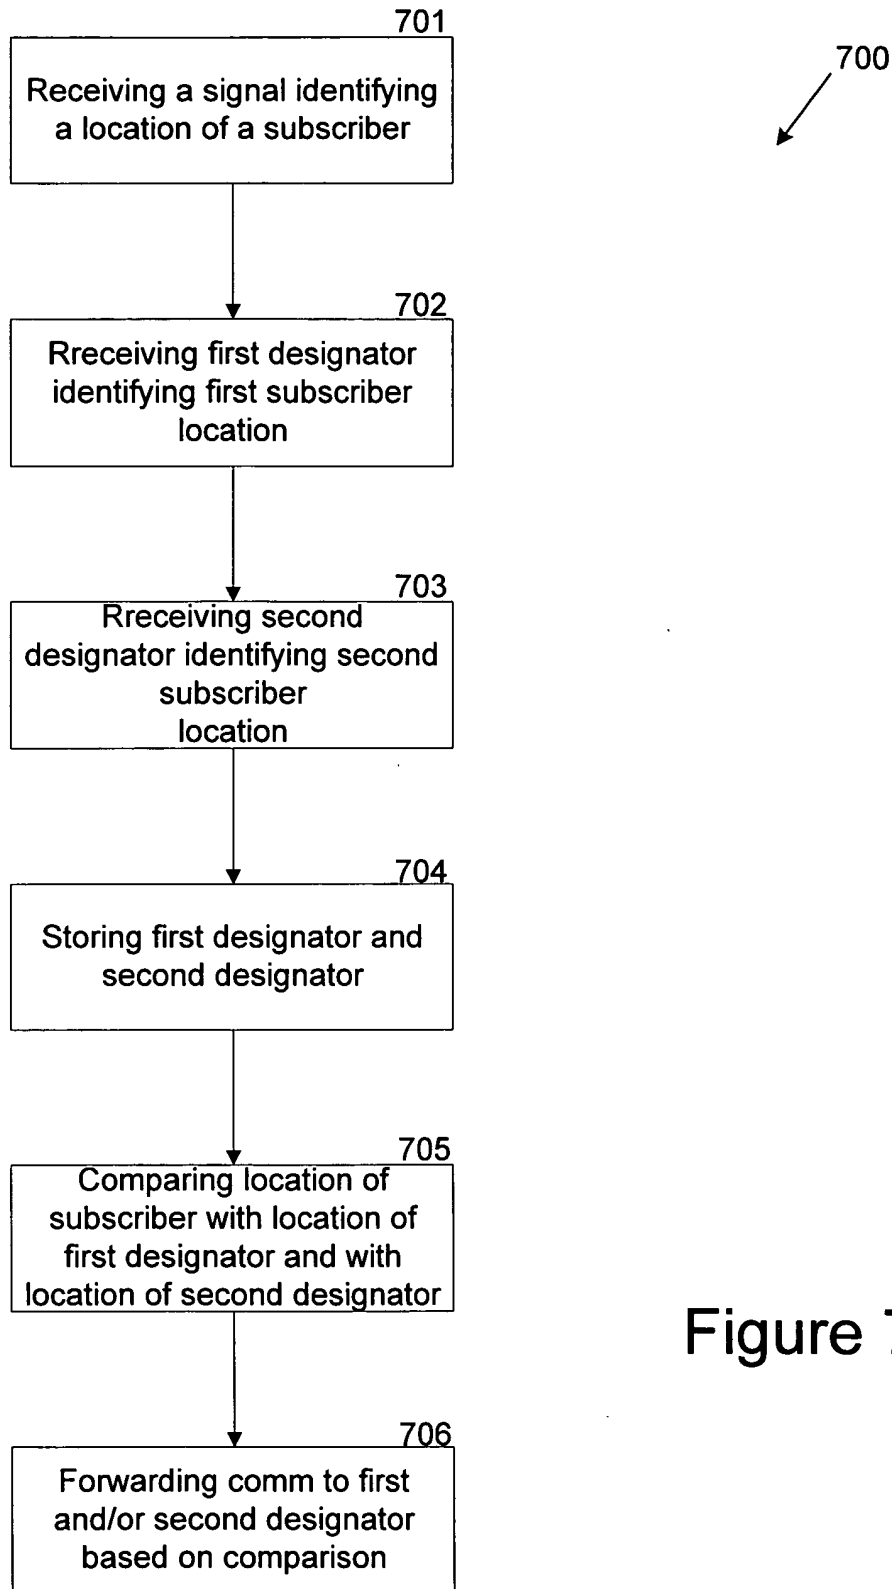 701
Receiving a signal identifying
a location of a subscriber
700
702
Rreceiving first designator
identifying first subscriber
location
703
Rreceiving second
designator identifying second
subscriber
location
704
Storing first designator and
second designator
705
Comparing location of
subscriber with location of
first designator and with
location of second designator
Figure 7
706
Forwarding comm to first
and/or second designator
based on comparison